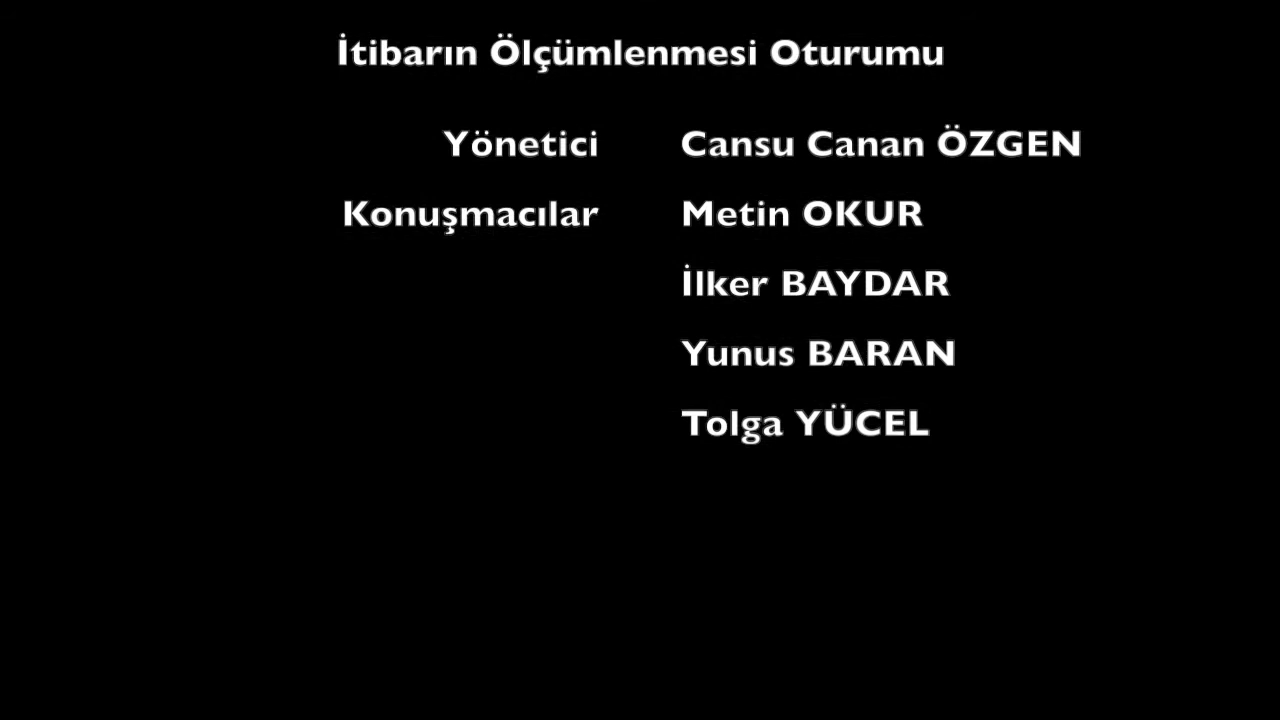 İtibarın Ölçümlenmesi Oturumu
Yönetici Cansu Canan ÖZGEN
Konuşmacılar Metin OKUR
İlker BAYDAR
Yunus BARAN
Tolga YÜCEL